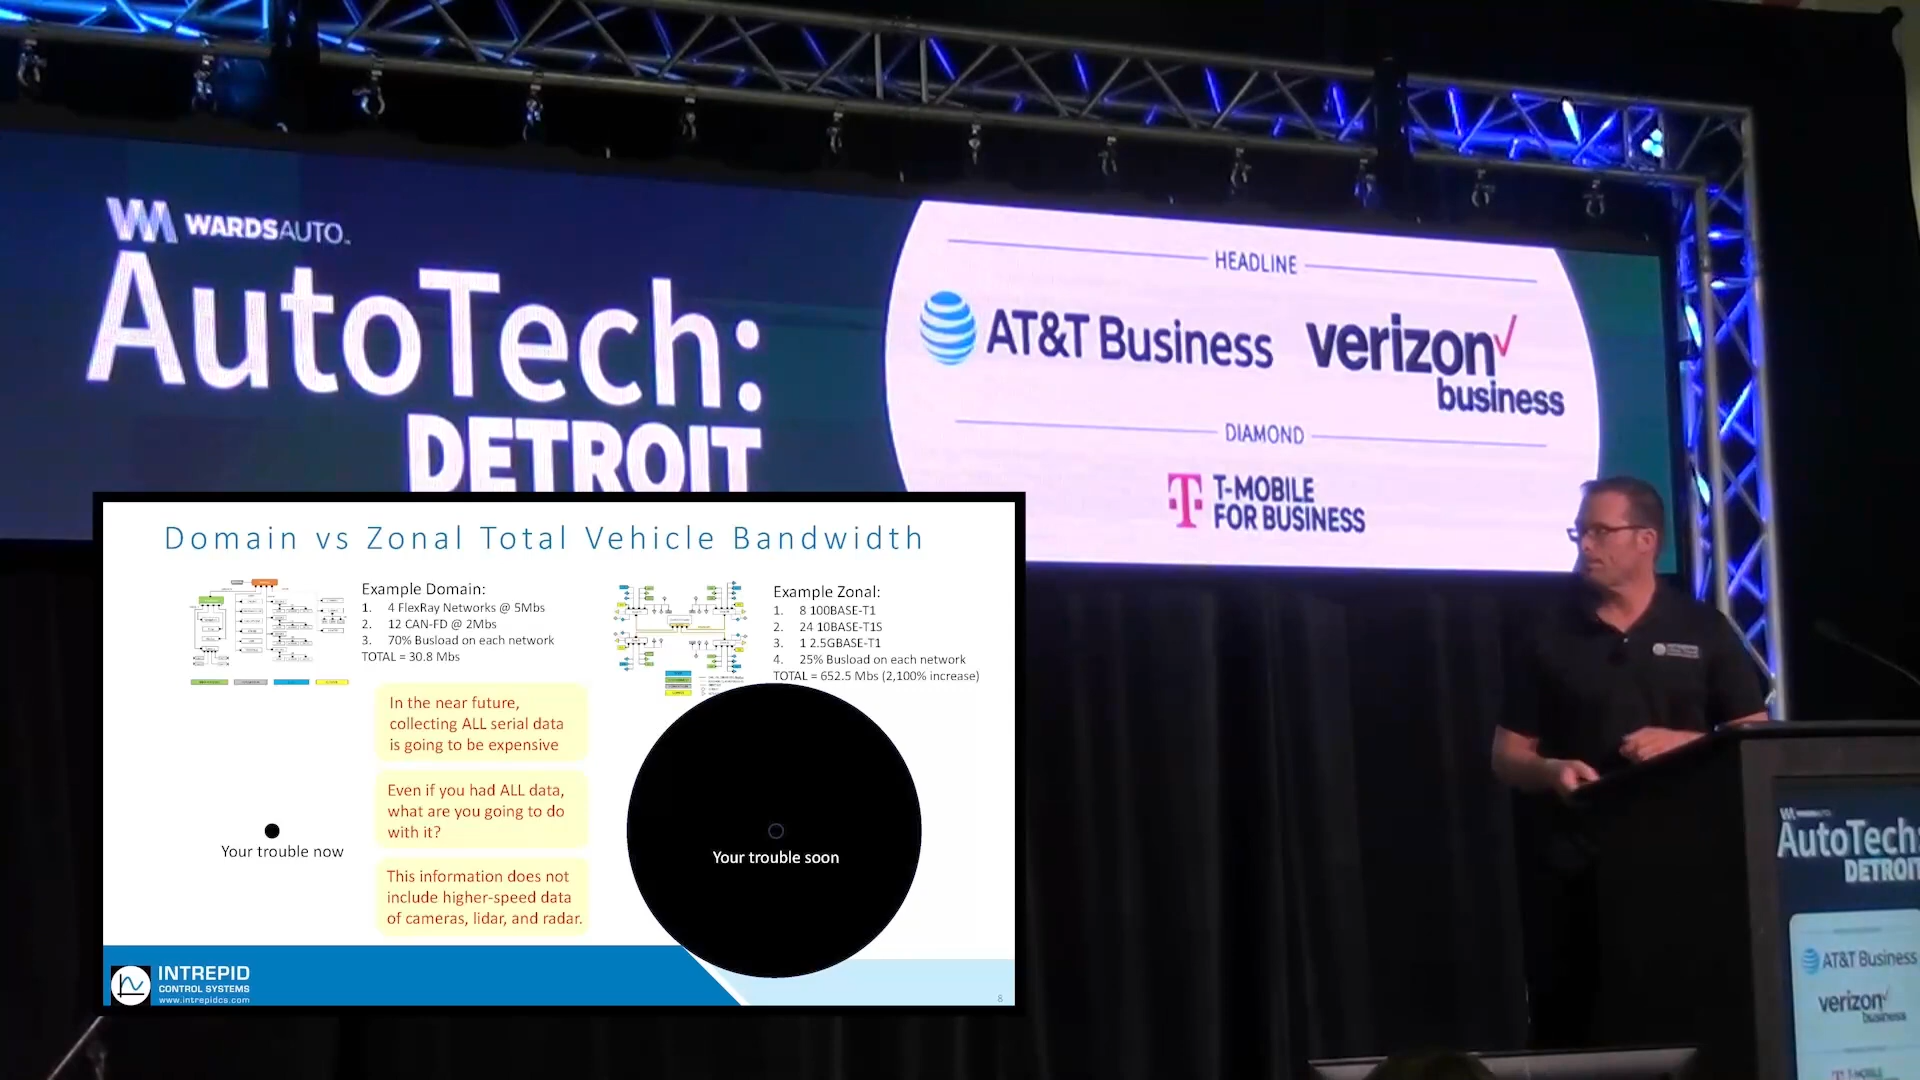 WARDSAUTO
AutoTech:
DETROIT
HEADLINE
AT&T Business
verizon
business
DIAMOND
T-MOBILE
FOR BUSINESS
Domain vs Zonal Total Vehicle Bandwidth
Example Domain:
1. 4 FlexRay Networks @ 5Mbs
2. 12 CAN-FD @ 2Mbs
3. 70% Busload on each network
TOTAL = 30.8 Mbs
Example Zonal:
1. 8 100BASE-T1
2. 24 10BASE-T1S
3. 1 2.5GBASE-T1
4. 25% Busload on each network
TOTAL = 652.5 Mbs (2,100% increase)
In the near future,
collecting ALL serial data
is going to be expensive
Even if you had ALL data,
what are you going to do
with it?
This information does not
include higher-speed data
of cameras, lidar, and radar.
Your trouble now
Your trouble soon
INTREPID
CONTROL SYSTEMS
www.intrepidcs.com
8
AutoTech:
DETROIT
AT&T Business
verizon
business